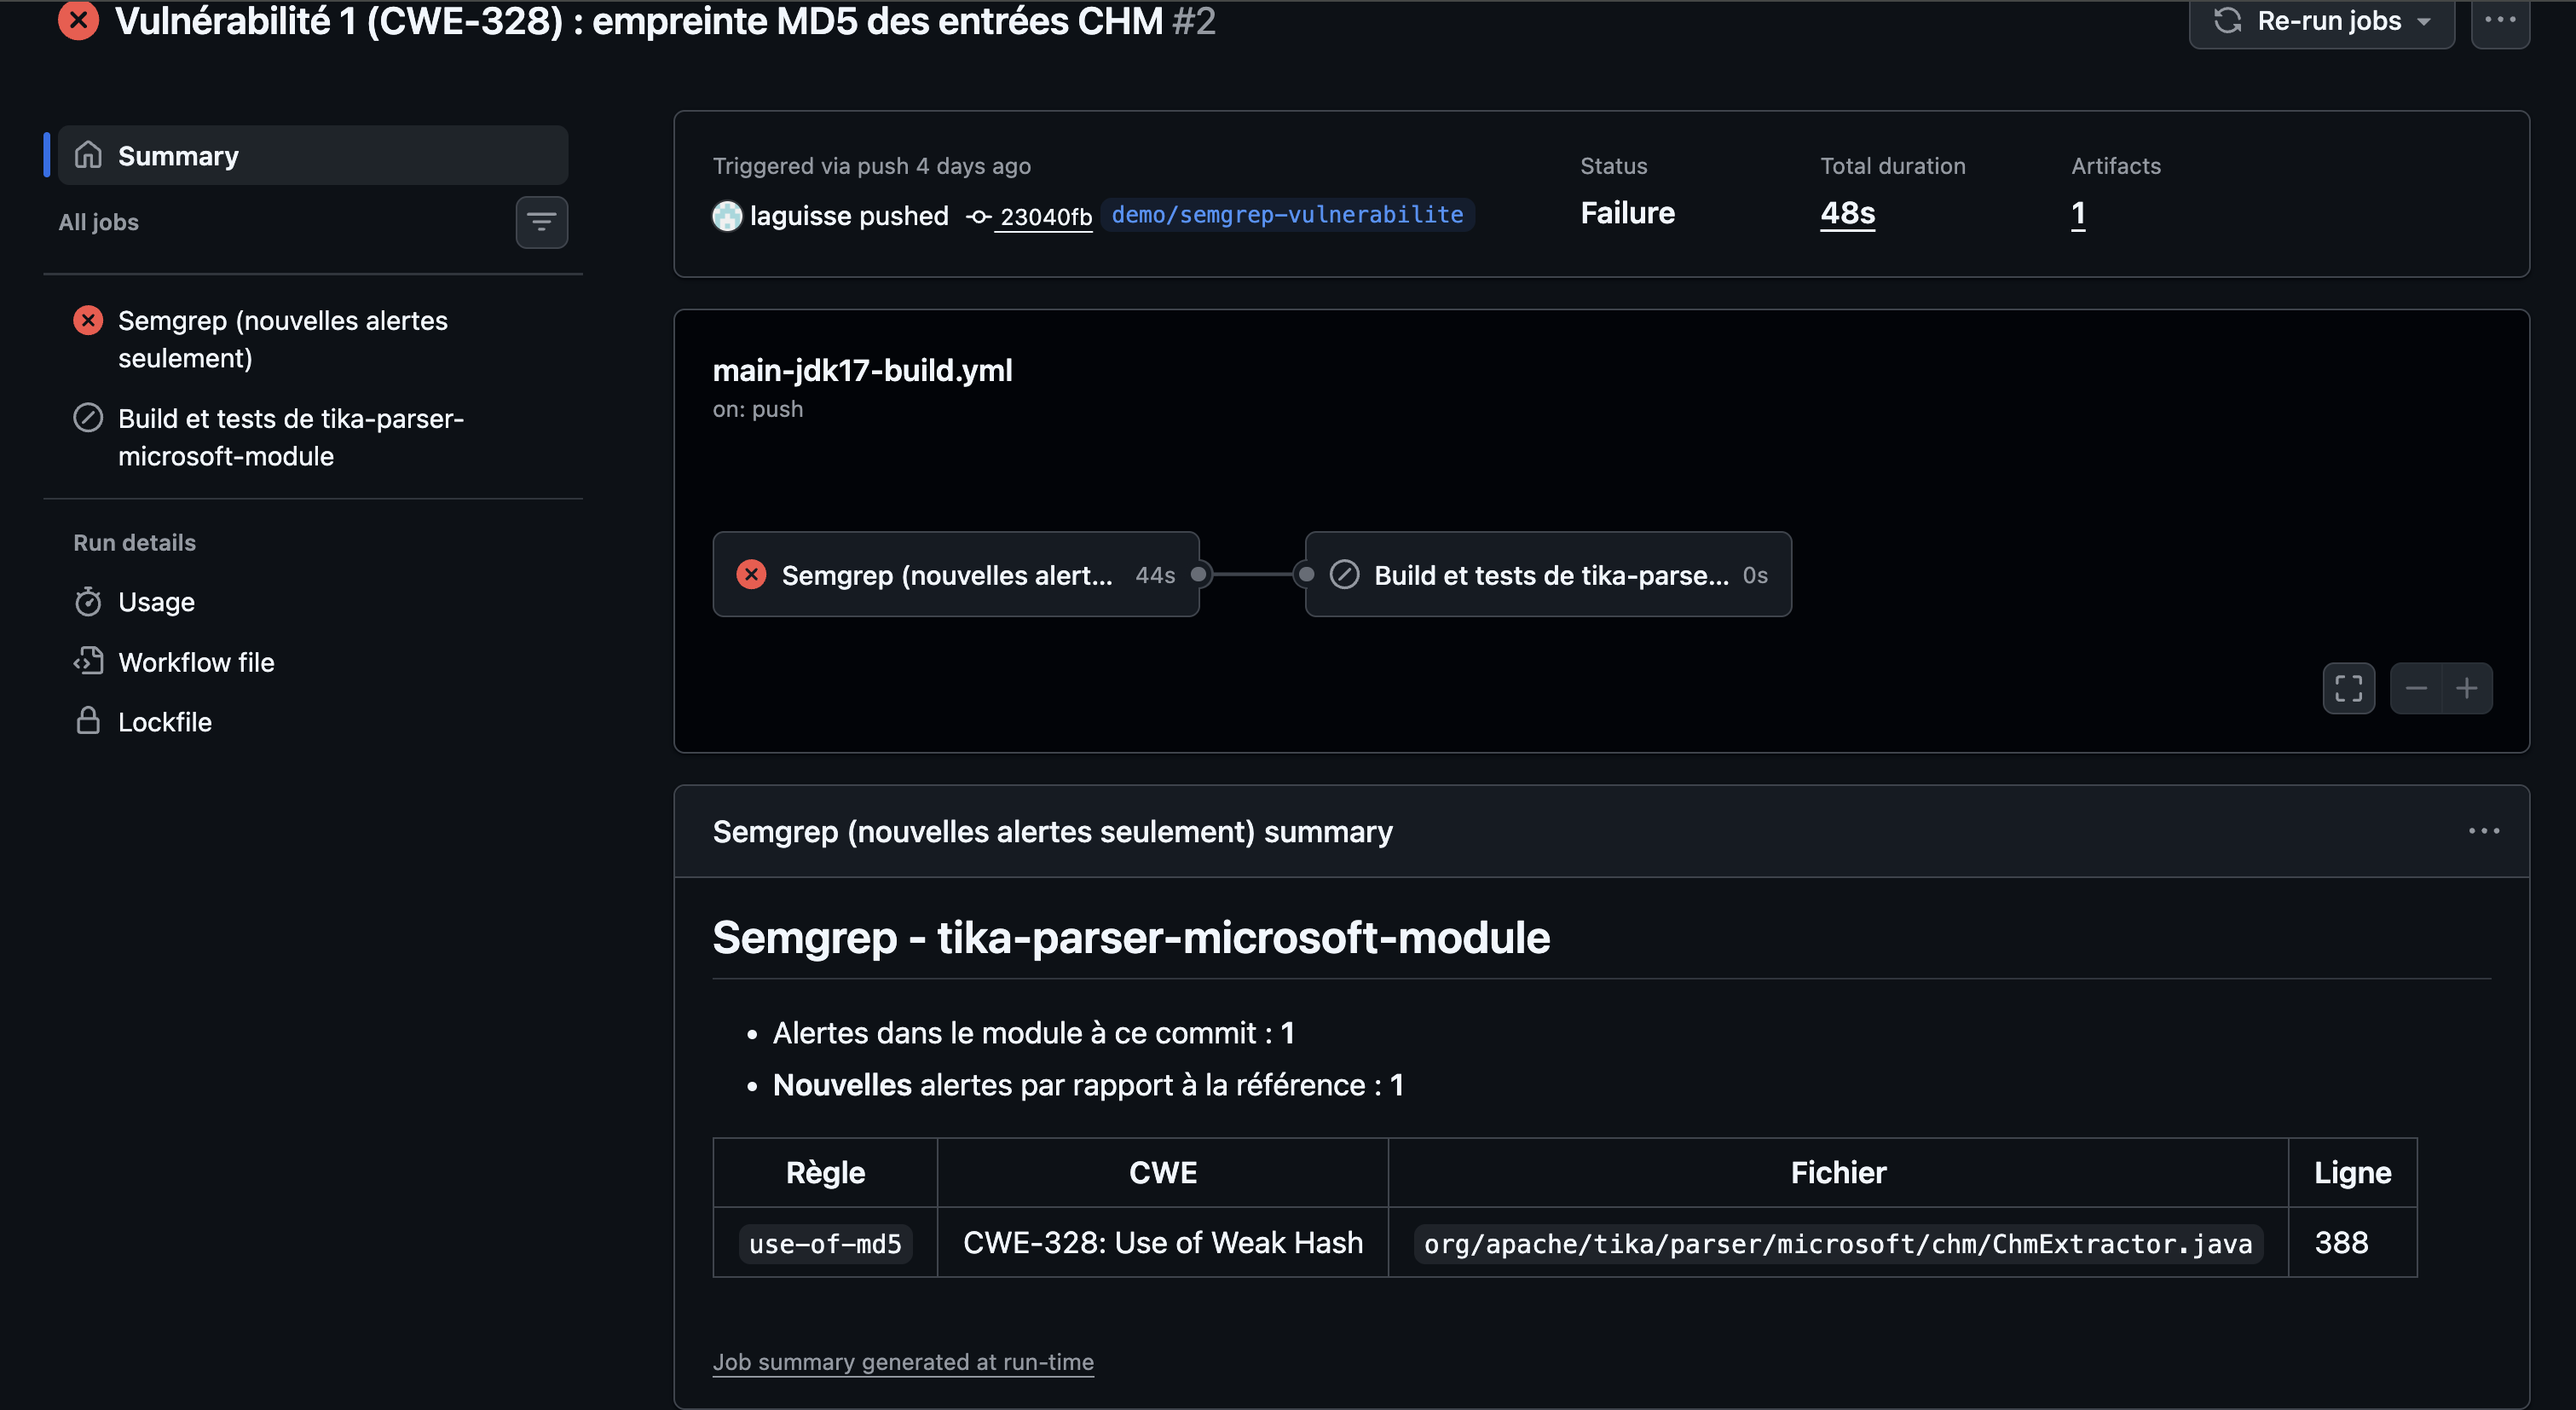 Vulnérabilité 1 (CWE-328) : empreinte MD5 des entrées CHM #2
Re-run jobs
Summary
All jobs
Semgrep (nouvelles alertes
seulement)
Build et tests de tika-parser-
microsoft-module
Run details
Usage
Workflow file
Lockfile
Triggered via push 4 days ago
laguisse pushed 23040fb demo/semgrep-vulnerabilite
Status
Failure
Total duration
48s
Artifacts
1
main-jdk17-build.yml
on: push
Semgrep (nouvelles alert... 44s
Build et tests de tika-parse... 0s
Semgrep (nouvelles alertes seulement) summary
Semgrep - tika-parser-microsoft-module
• Alertes dans le module à ce commit : 1
• Nouvelles alertes par rapport à la référence : 1
Règle CWE Fichier Ligne
use-of-md5 CWE-328: Use of Weak Hash org/apache/tika/parser/microsoft/chm/ChmExtractor.java 388
Job summary generated at run-time